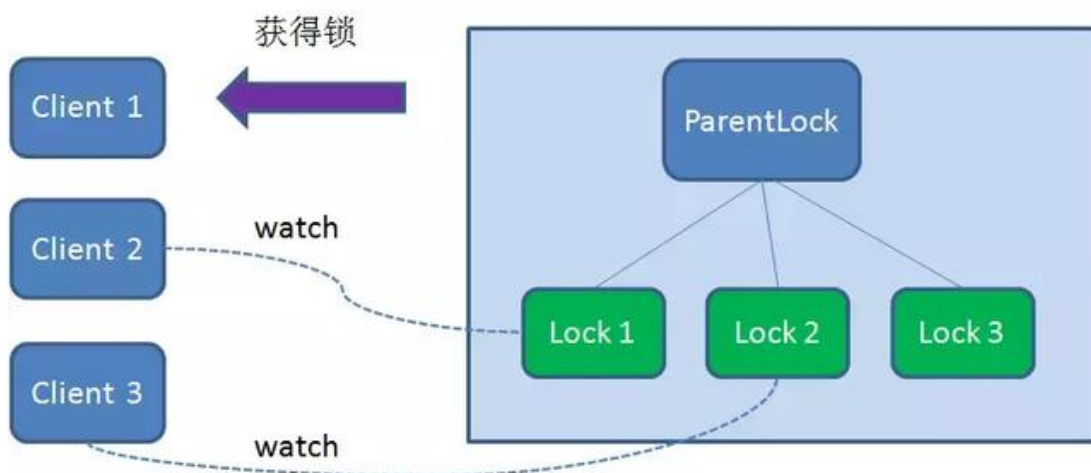 获得锁
Client 1
ParentLock
Client 2
watch
Lock 1
Lock 2
Lock 3
Client 3
watch